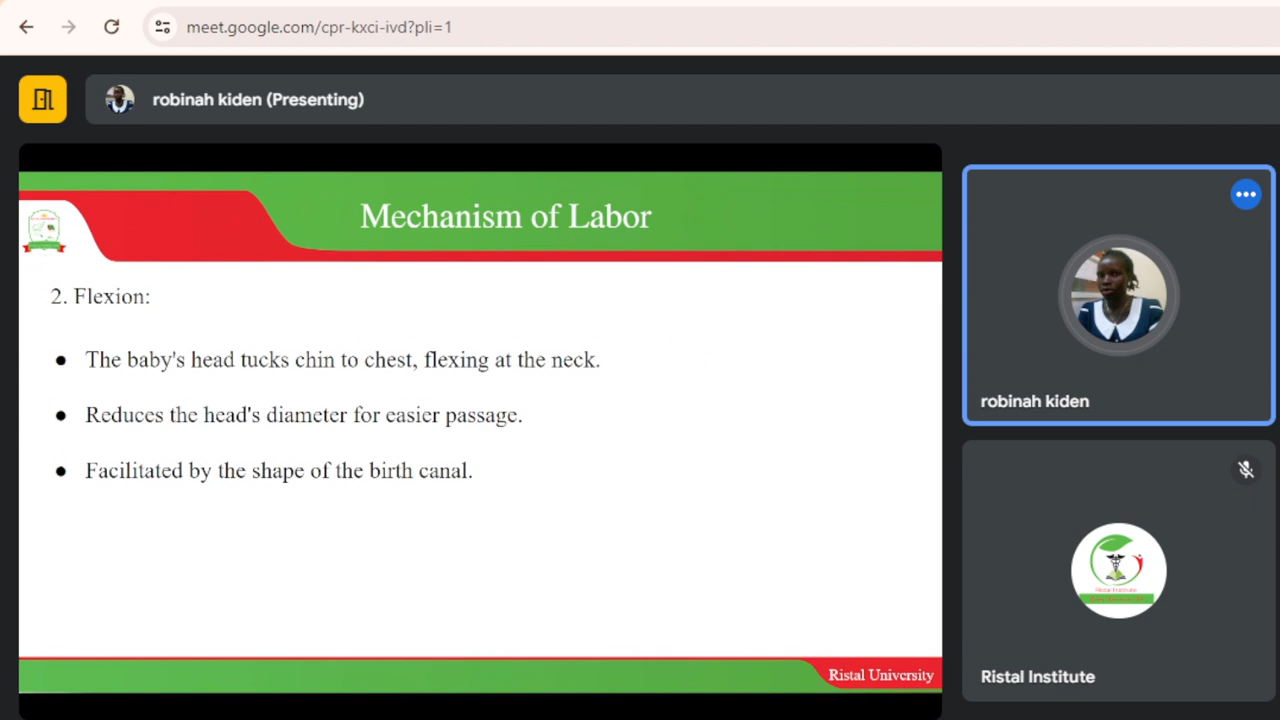 meet.google.com/cpr-kxci-ivd?pli=1
robinah kiden (Presenting)
Mechanism of Labor
2. Flexion:
● The baby's head tucks chin to chest, flexing at the neck.
● Reduces the head's diameter for easier passage.
● Facilitated by the shape of the birth canal.
Ristal University
robinah kiden
Ristal Institute
Ristal Institute